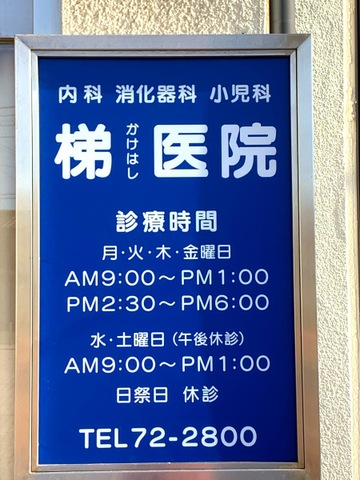 内科 消化器科 小児科
梯 かけはし 医院
診療時間
月・火・木・金曜日
AM9:00〜PM1:00
PM2:30〜PM6:00
水・土曜日(午後休診)
AM9:00〜PM1:00
日祭日 休診
TEL72-2800